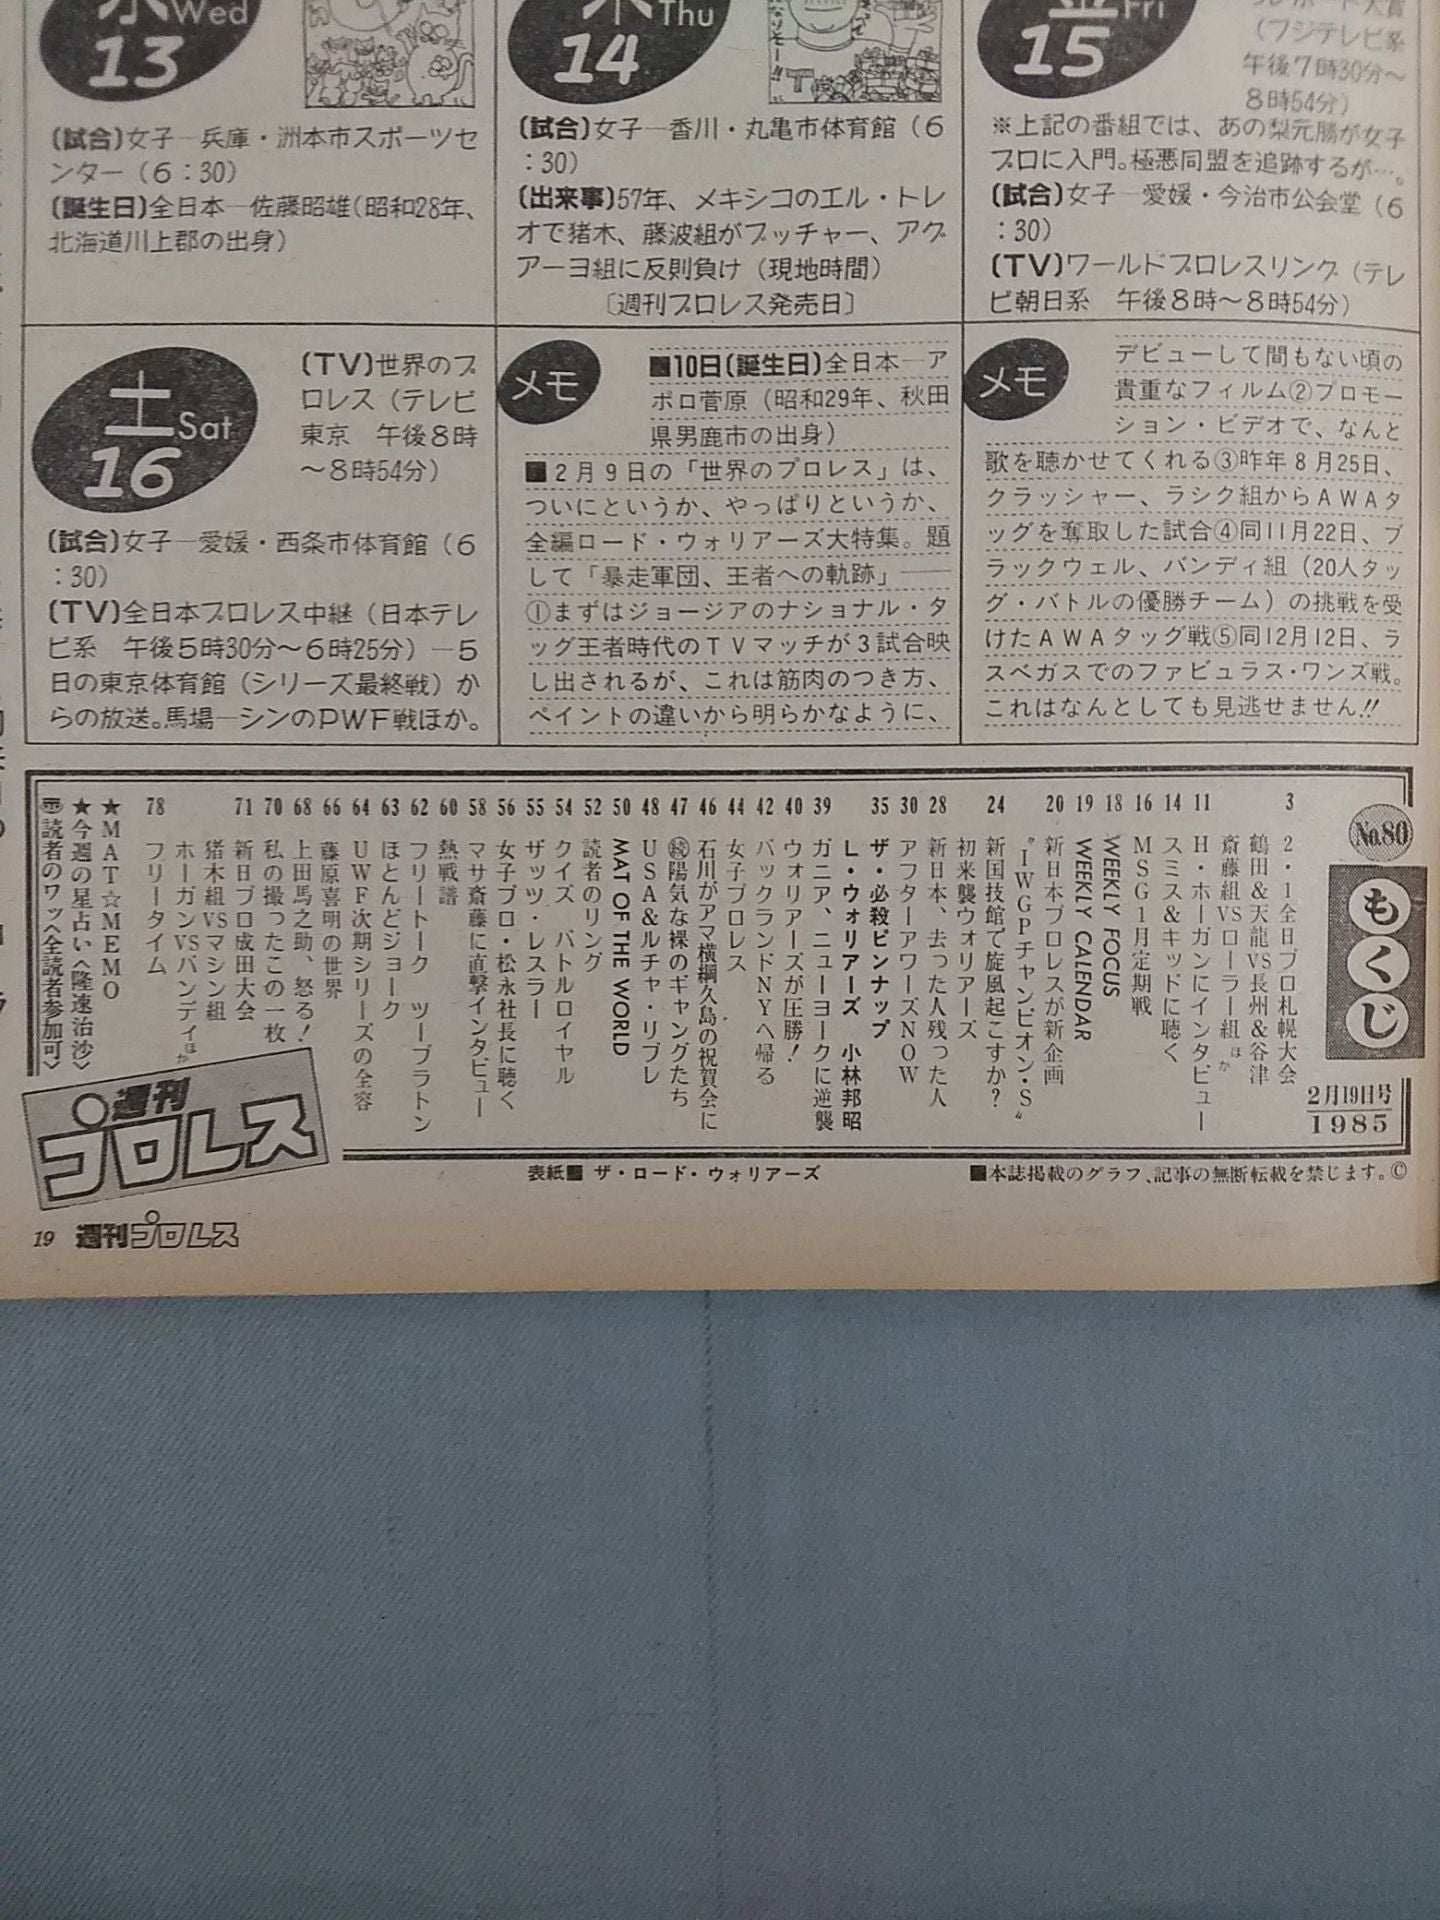 Wed
13
(試合)女子―兵庫・洲本市スポーツセ
ンター(6:30)
(誕生日)全日本―佐藤昭雄(昭和28年、
北海道川上郡の出身)
木Thu
14
(試合)女子―香川・丸亀市体育館(6
:30)
(出来事)57年、メキシコのエル・トレ
オで猪木、藤波組がブッチャー、アグ
アーヨ組に反則負け(現地時間)
〔週刊プロレス発売日〕
金Fri
15
(フジテレビ系
午後7時30分〜
8時54分)
※上記の番組では、あの梨元勝が女子
プロに入門。極悪同盟を追跡するが…。
(試合)女子―愛媛・今治市公会堂(6
:30)
(TV)ワールドプロレスリング(テレ
ビ朝日系 午後8時〜8時54分)
土Sat
16
(TV)世界のプ
ロレス(テレビ
東京 午後8時
〜8時54分)
(試合)女子―愛媛・西条市体育館(6
:30)
(TV)全日本プロレス中継(日本テレ
ビ系 午後5時30分〜6時25分)―5
日の東京体育館(シリーズ最終戦)か
らの放送。馬場―シンのPWF戦ほか。
メモ
■10日(誕生日)全日本―ア
ポロ菅原(昭和29年、秋田
県男鹿市の出身)
■2月9日の「世界のプロレス」は、
ついにというか、やっぱりというか、
全編ロード・ウォリアーズ大特集。題
して「暴走軍団、王者への軌跡」――
①まずはジョージアのナショナル・タ
ッグ王者時代のTVマッチが3試合映
し出されるが、これは筋肉のつき方、
ペイントの違いから明らかなように、
メモ
デビューして間もない頃の
貴重なフィルム②プロモー
ション・ビデオで、なんと
歌を聴かせてくれる③昨年8月25日、
クラッシャー、ラシク組からAWAタ
ッグを奪取した試合④同11月22日、ブ
ラックウェル、バンディ組(20人タッ
グ・バトルの優勝チーム)の挑戦を受
けたAWAタッグ戦⑤同12月12日、ラ
スベガスでのファビュラス・ワンズ戦。
これはなんとしても見逃せません!!
No.80
もくじ
2月19日号
1985
3 2・1全日プロ札幌大会
鶴田&天龍VS長州&谷津
斎藤組VSローラー組ほか
11 H・ホーガンにインタビュー
14 スミス&キッドに聴く
16 MSG1月定期戦
18 WEEKLY FOCUS
19 WEEKLY CALENDAR
20 新日本プロレスが新企画
“IWGPチャンピオン・S”
24 新国技館で旋風起こすか?
初来襲ウォリアーズ
28 新日本、去った人残った人
30 アフターアワーズNOW
35 ザ・必殺ピンナップ
L・ウォリアーズ 小林邦昭
39 ガニア、ニューヨークに逆襲
40 ウォリアーズが圧勝!
42 バックランドNYへ帰る
44 女子プロレス
46 石川がアマ横綱久島の祝賀会に
47 続陽気な裸のギャングたち
48 USA&ルチャ・リブレ
50 MAT OF THE WORLD
52 読者のリング
54 クイズ バトルロイヤル
55 ザッツ・レスラー
56 女子プロ・松永社長に聴く
58 マサ斎藤に直撃インタビュー
60 熱戦譜
62 フリートーク ツープラトン
63 ほとんどジョーク
64 UWF次期シリーズの全容
66 藤原喜明の世界
68 上田馬之助、怒る!
70 私の撮ったこの一枚
71 新日プロ成田大会
猪木組VSマシン組
ホーガンVSバンディほか
78 フリータイム
★MAT☆MEMO
★今週の星占い〈隆速治沙〉
読者のワッ〈全読者参加可〉
週刊
プロレス
表紙■ ザ・ロード・ウォリアーズ
■本誌掲載のグラフ、記事の無断転載を禁じます。©
19 週刊プロレス